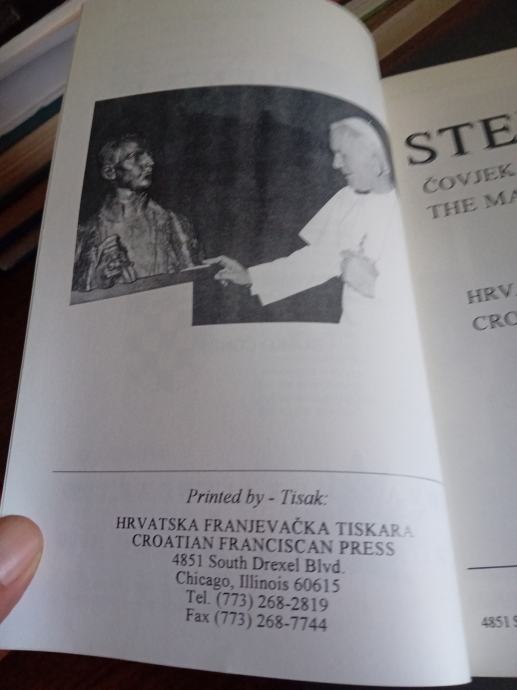 Printed by - Tisak:
HRVATSKA FRANJEVAČKA TISKARA
CROATIAN FRANCISCAN PRESS
4851 South Drexel Blvd.
Chicago, Illinois 60615
Tel. (773) 268-2819
Fax (773) 268-7744
STE
ČOVJEK
THE MA
HRV
CRO
4851 S